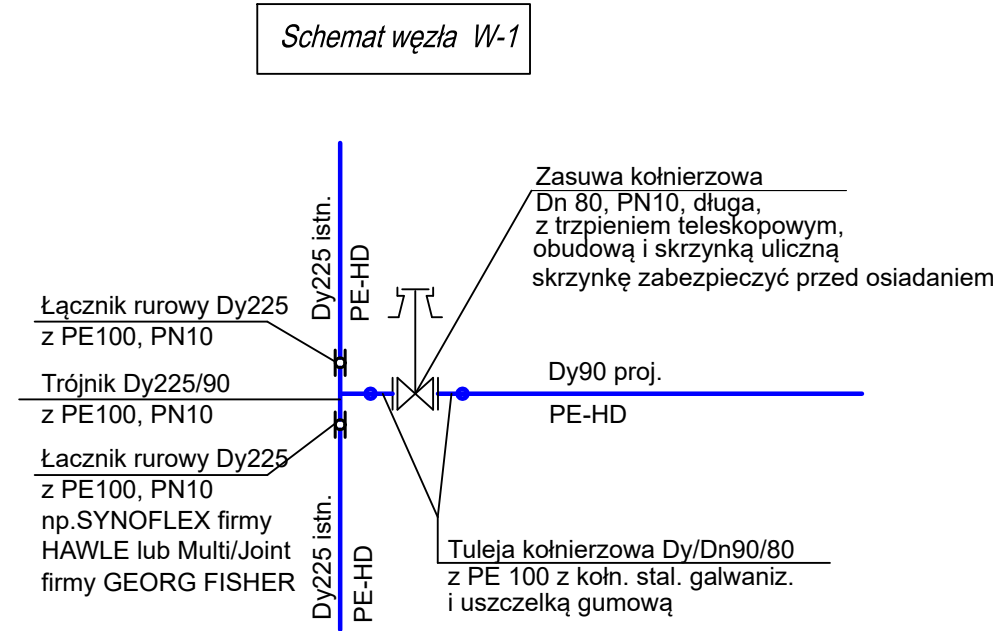 Schemat węzła W-1
Zasuwa kołnierzowa
Dn 80, PN10, długa,
z trzpieniem teleskopowym,
obudową i skrzynką uliczną
skrzynkę zabezpieczyć przed osiadaniem
Dy225 istn.
PE-HD
Łącznik rurowy Dy225
z PE100, PN10
Trójnik Dy225/90
z PE100, PN10
Dy90 proj.
PE-HD
Łacznik rurowy Dy225
z PE100, PN10
np.SYNOFLEX firmy
HAWLE lub Multi/Joint
firmy GEORG FISHER
Dy225 istn.
PE-HD
Tuleja kołnierzowa Dy/Dn90/80
z PE 100 z kołn. stal. galwaniz.
i uszczelką gumową